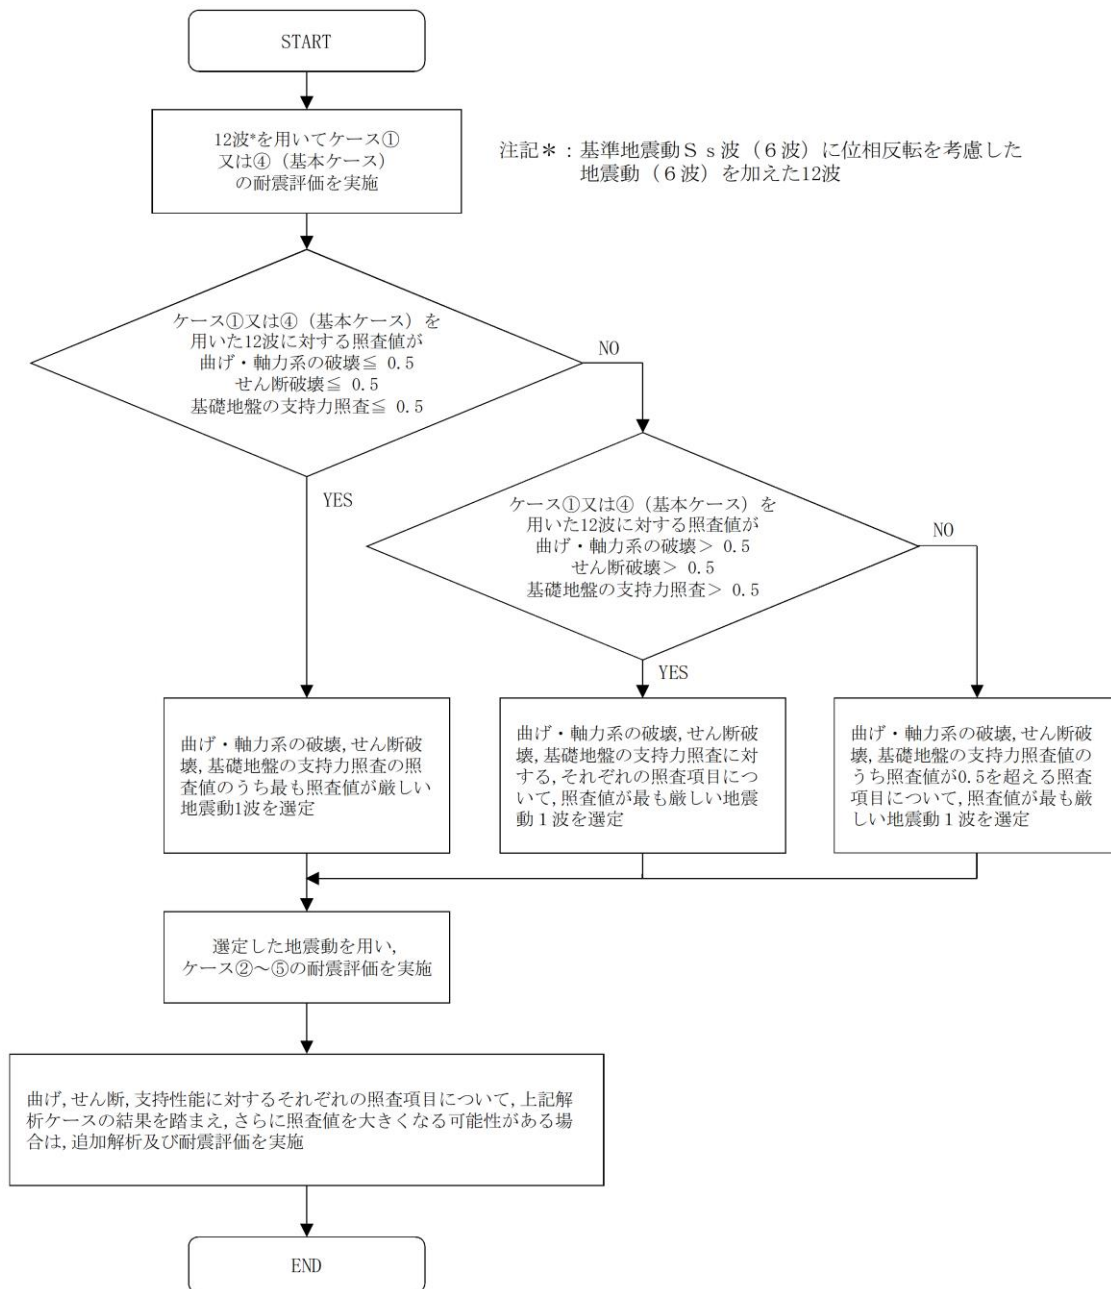 START
12波*を用いてケース①
又は④（基本ケース）
の耐震評価を実施
注記＊：基準地震動Ｓｓ波（６波）に位相反転を考慮した
地震動（６波）を加えた12波
ケース①又は④（基本ケース）を
用いた12波に対する照査値が
曲げ・軸力系の破壊≦ 0.5
せん断破壊≦ 0.5
基礎地盤の支持力照査≦ 0.5
NO
YES
ケース①又は④（基本ケース）を
用いた12波に対する照査値が
曲げ・軸力系の破壊＞ 0.5
せん断破壊＞ 0.5
基礎地盤の支持力照査＞ 0.5
NO
YES
曲げ・軸力系の破壊,せん断破
壊,基礎地盤の支持力照査の照
査値のうち最も照査値が厳しい
地震動1波を選定
曲げ・軸力系の破壊,せん断破
壊,基礎地盤の支持力照査に対
する,それぞれの照査項目につ
いて,照査値が最も厳しい地震
動１波を選定
曲げ・軸力系の破壊,せん断破
壊,基礎地盤の支持力照査値の
うち照査値が0.5を超える照査
項目について,照査値が最も厳
しい地震動１波を選定
選定した地震動を用い,
ケース②～⑤の耐震評価を実施
曲げ,せん断,支持性能に対するそれぞれの照査項目について,上記解
析ケースの結果を踏まえ,さらに照査値を大きくなる可能性がある場
合は,追加解析及び耐震評価を実施
END